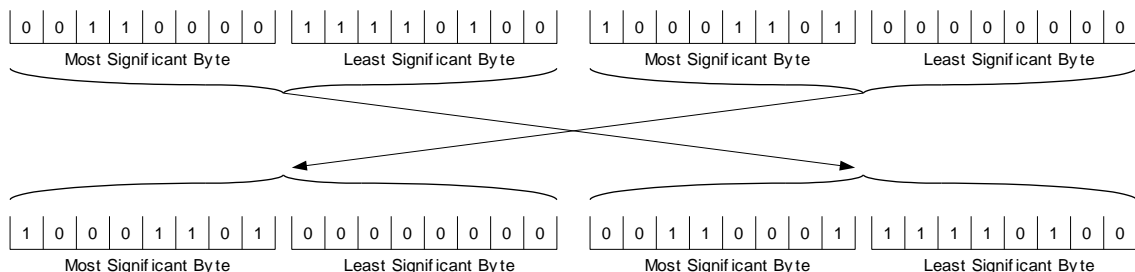 0 0 1 1 0 0 0 0 1 1 1 1 0 1 0 0 1 0 0 0 1 1 0 1 0 0 0 0 0 0 0 0
Most Significant Byte Least Significant Byte Most Significant Byte Least Significant Byte
1 0 0 0 1 1 0 1 0 0 0 0 0 0 0 0 0 0 1 1 0 0 0 1 1 1 1 1 0 1 0 0
Most Significant Byte Least Significant Byte Most Significant Byte Least Significant Byte